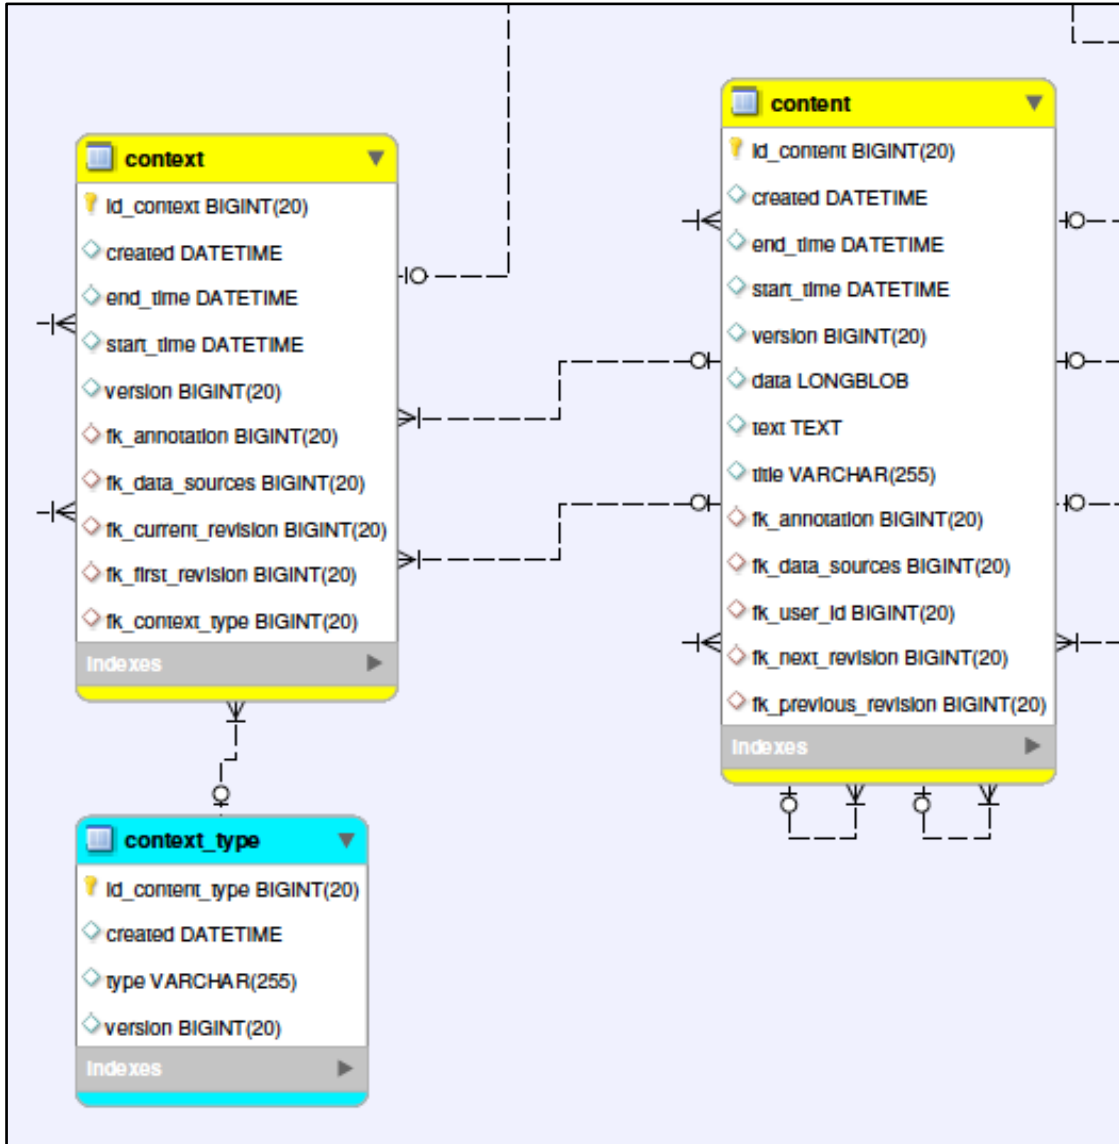 context
id_context BIGINT(20)
created DATETIME
end_time DATETIME
start_time DATETIME
version BIGINT(20)
fk_annotation BIGINT(20)
fk_data_sources BIGINT(20)
fk_current_revision BIGINT(20)
fk_first_revision BIGINT(20)
fk_context_type BIGINT(20)
Indexes
content
id_content BIGINT(20)
created DATETIME
end_time DATETIME
start_time DATETIME
version BIGINT(20)
data LONGBLOB
text TEXT
title VARCHAR(255)
fk_annotation BIGINT(20)
fk_data_sources BIGINT(20)
fk_user_id BIGINT(20)
fk_next_revision BIGINT(20)
fk_previous_revision BIGINT(20)
Indexes
context_type
id_content_type BIGINT(20)
created DATETIME
type VARCHAR(255)
version BIGINT(20)
Indexes